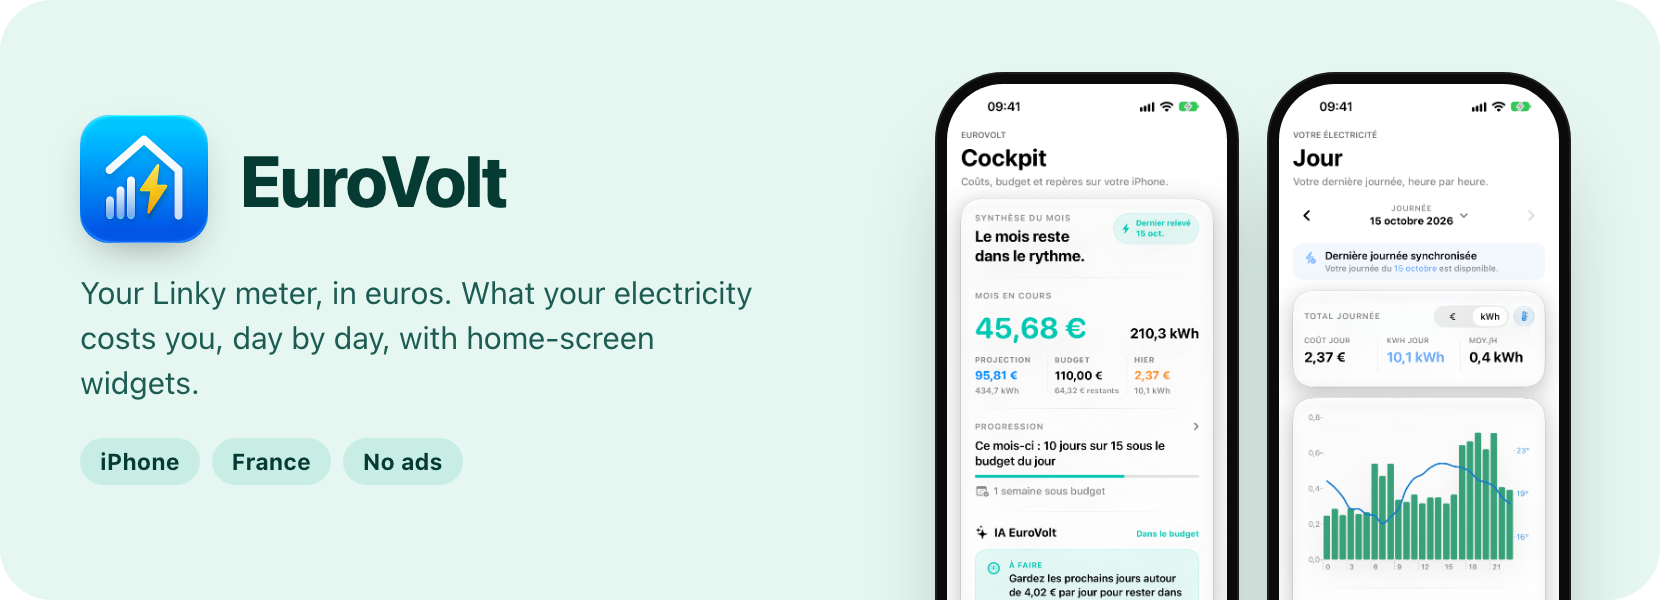 EuroVolt
Your Linky meter, in euros. What your electricity
costs you, day by day, with home-screen
widgets.
iPhone
France
No ads
09:41
EUROVOLT
Cockpit
Coûts, budget et repères sur votre iPhone.
SYNTHÈSE DU MOIS
Dernier relevé
15 oct.
Le mois reste
dans le rythme.
MOIS EN COURS
45,68 € 210,3 kWh
PROJECTION BUDGET HIER
95,81 € 110,00 € 2,37 €
434,7 kWh 64,32 € restants 10,1 kWh
PROGRESSION
Ce mois-ci : 10 jours sur 15 sous le
budget du jour
1 semaine sous budget
IA EuroVolt Dans le budget
À FAIRE
Gardez les prochains jours autour
de 4,02 € par jour pour rester dans
09:41
VOTRE ÉLECTRICITÉ
Jour
Votre dernière journée, heure par heure.
JOURNÉE
15 octobre 2026
Dernière journée synchronisée
Votre journée du 15 octobre est disponible.
TOTAL JOURNÉE € kWh
COÛT JOUR KWH JOUR MOY./H
2,37 € 10,1 kWh 0,4 kWh
0,8
0,6 23°
0,4 19°
0,2 16°
0,0
0 3 6 9 12 15 18 21